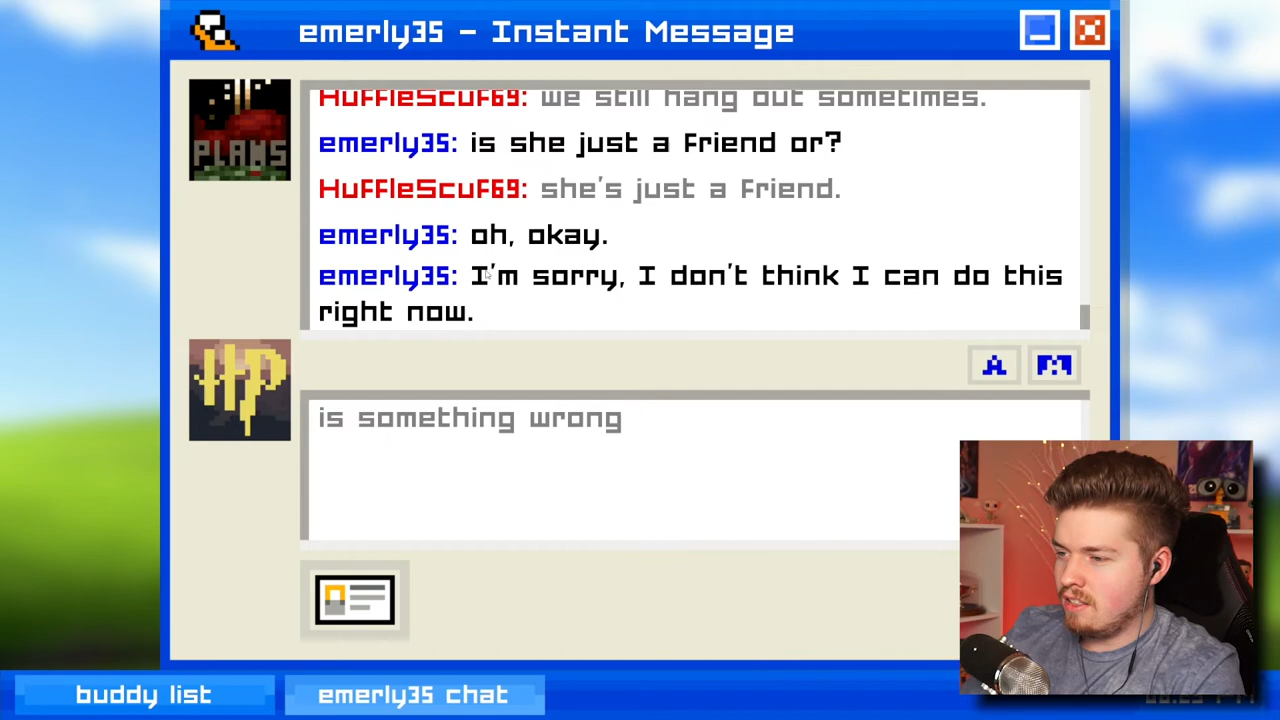 emerly35 - Instant Message
HuffleScuf69: we still hang out sometimes.
emerly35: is she just a friend or?
PLANS
HuffleScuf69: she's just a friend.
emerly35: oh, okay.
emerly35: I'm sorry, I don't think I can do this
right now.
HP
A
is something wrong
buddy list
emerly35 chat